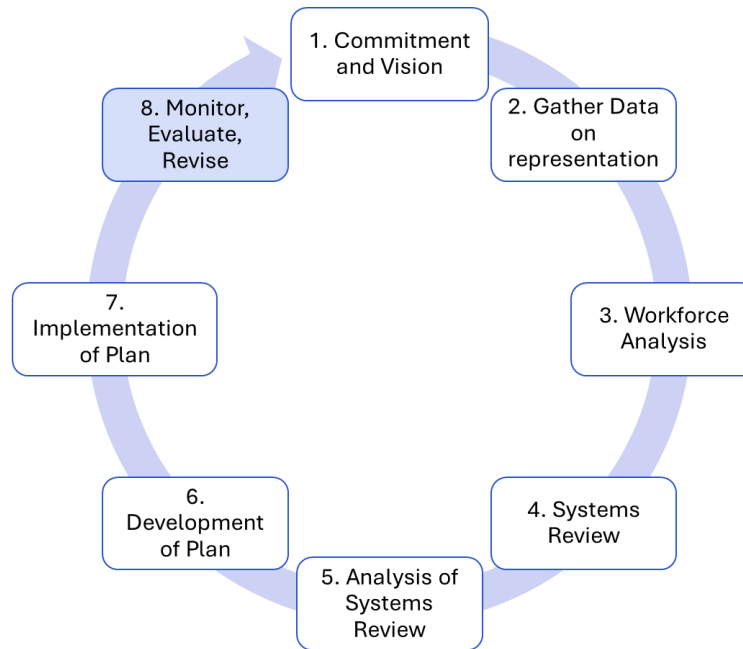 1. Commitment
and Vision
2. Gather Data
on
representation
3. Workforce
Analysis
4. Systems
Review
5. Analysis of
Systems
Review
6.
Development
of Plan
7.
Implementation
of Plan
8. Monitor,
Evaluate,
Revise